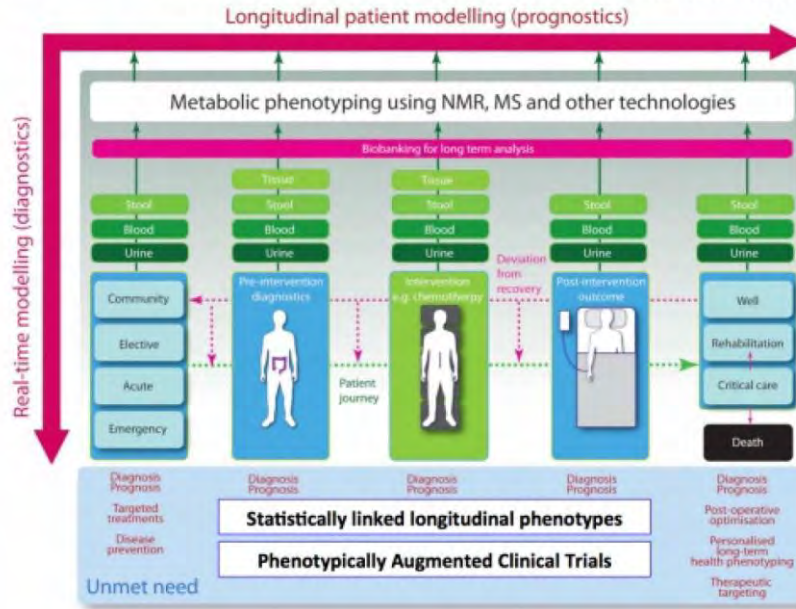 Longitudinal patient modelling (prognostics)
Real-time modelling (diagnostics)
Metabolic phenotyping using NMR, MS and other technologies
Biobanking for long term analysis
Tissue
Tissue
Stool
Stool
Stool
Stool
Stool
Blood
Blood
Blood
Blood
Blood
Urine
Urine
Urine
Urine
Urine
Community
Elective
Acute
Emergency
Pre-intervention
diagnostics
Intervention
e.g. chemotherpy
Deviation
from
recovery
Post-intervention
outcome
Well
Rehabilitation
Critical care
Death
Patient
journey
Diagnosis
Prognosis
Targeted
treatments
Disease
prevention
Diagnosis
Prognosis
Diagnosis
Prognosis
Diagnosis
Prognosis
Diagnosis
Prognosis
Post-operative
optimisation
Personalised
long-term
health phenotyping
Therapeutic
targeting
Statistically linked longitudinal phenotypes
Phenotypically Augmented Clinical Trials
Unmet need